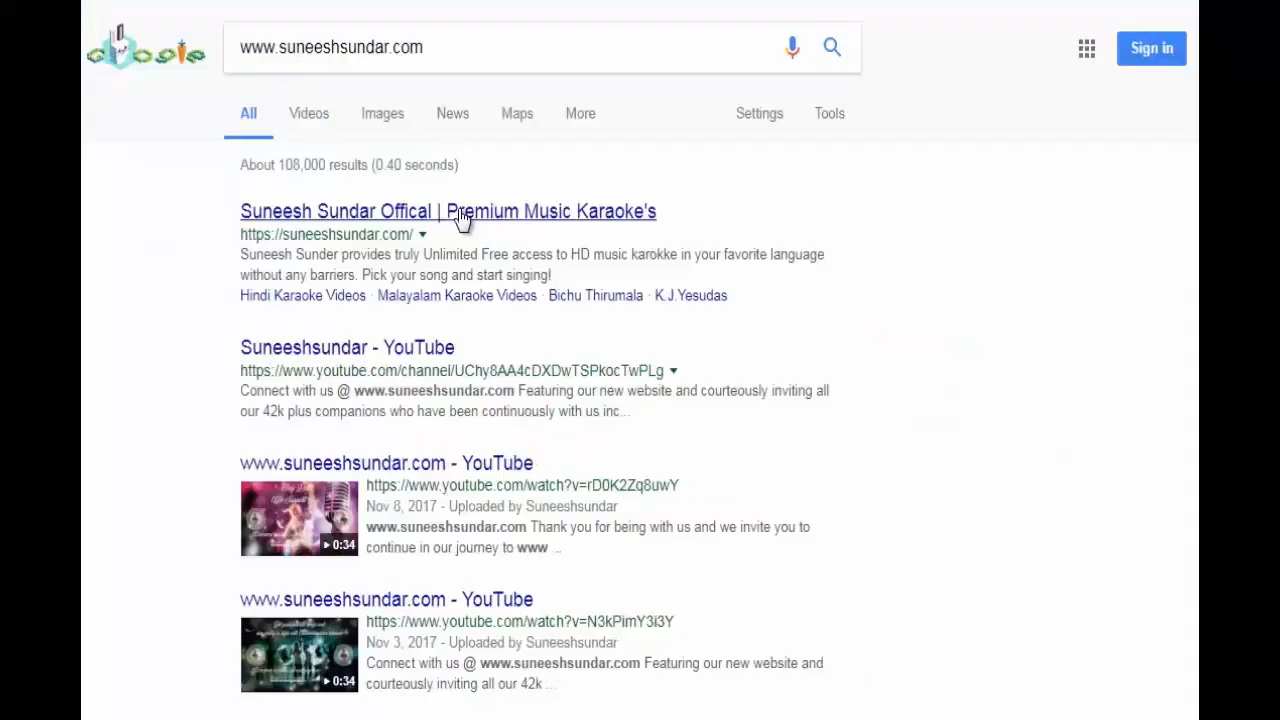 www.suneeshsundar.com
Sign in
All Videos Images News Maps More Settings Tools
About 108,000 results (0.40 seconds)
Suneesh Sundar Offical | Premium Music Karaoke's
https://suneeshsundar.com/
Suneesh Sunder provides truly Unlimited Free access to HD music karokke in your favorite language
without any barriers. Pick your song and start singing!
Hindi Karaoke Videos · Malayalam Karaoke Videos · Bichu Thirumala · K.J.Yesudas
Suneeshsundar - YouTube
https://www.youtube.com/channel/UChy8AA4cDXDwTSPkocTwPLg
Connect with us @ www.suneeshsundar.com Featuring our new website and courteously inviting all
our 42k plus companions who have been continuously with us inc...
www.suneeshsundar.com - YouTube
https://www.youtube.com/watch?v=rD0K2Zq8uwY
Nov 8, 2017 - Uploaded by Suneeshsundar
www.suneeshsundar.com Thank you for being with us and we invite you to
continue in our journey to www ...
0:34
www.suneeshsundar.com - YouTube
https://www.youtube.com/watch?v=N3kPimY3i3Y
Nov 3, 2017 - Uploaded by Suneeshsundar
Connect with us @ www.suneeshsundar.com Featuring our new website and
courteously inviting all our 42k ...
0:34